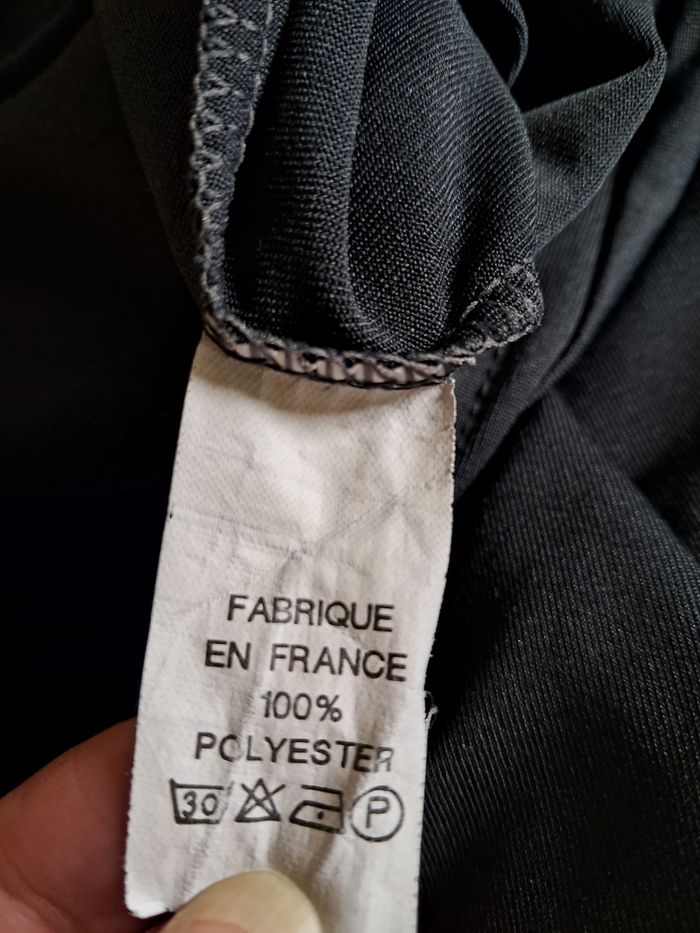 FABRIQUE
EN FRANCE
100%
POLYESTER
30 P